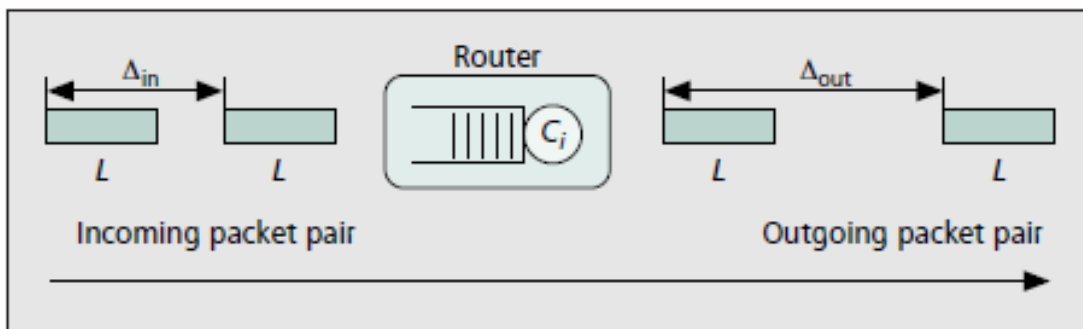 Router
Δin
Δout
Ci
L
L
L
L
Incoming packet pair
Outgoing packet pair